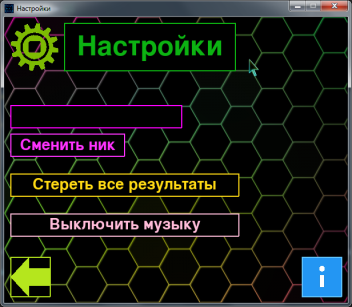 Настройки
Настройки
Сменить ник
Стереть все результаты
Выключить музыку
i